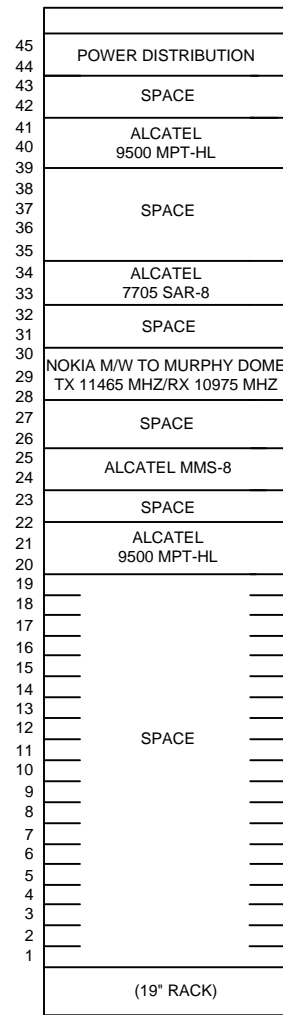 45
POWER DISTRIBUTION
44
43
SPACE
42
41
ALCATEL
40
9500 MPT-HL
39
38
37
SPACE
36
35
34
ALCATEL
33
7705 SAR-8
32
SPACE
31
30
NOKIA M/W TO MURPHY DOME
29
TX 11465 MHZ/RX 10975 MHZ
28
27
SPACE
26
25
ALCATEL MMS-8
24
23
SPACE
22
ALCATEL
21
9500 MPT-HL
20
19
18
17
16
15
14
13
12
SPACE
11
10
9
8
7
6
5
4
3
2
1
(19" RACK)